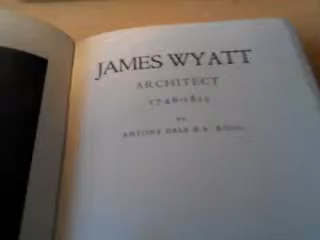 JAMES WYATT
ARCHITECT
1746-1813
BY
ANTONY DALE B.A.